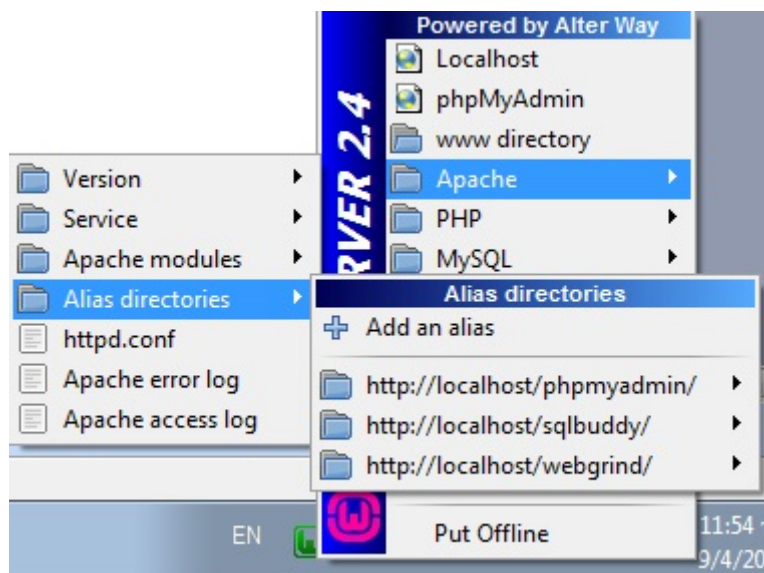 Powered by Alter Way
Localhost
phpMyAdmin
www directory
Apache
PHP
MySQL
RVER 2.4
Version
Service
Apache modules
Alias directories
httpd.conf
Apache error log
Apache access log
Alias directories
Add an alias
http://localhost/phpmyadmin/
http://localhost/sqlbuddy/
http://localhost/webgrind/
Put Offline
EN
11:54
9/4/20